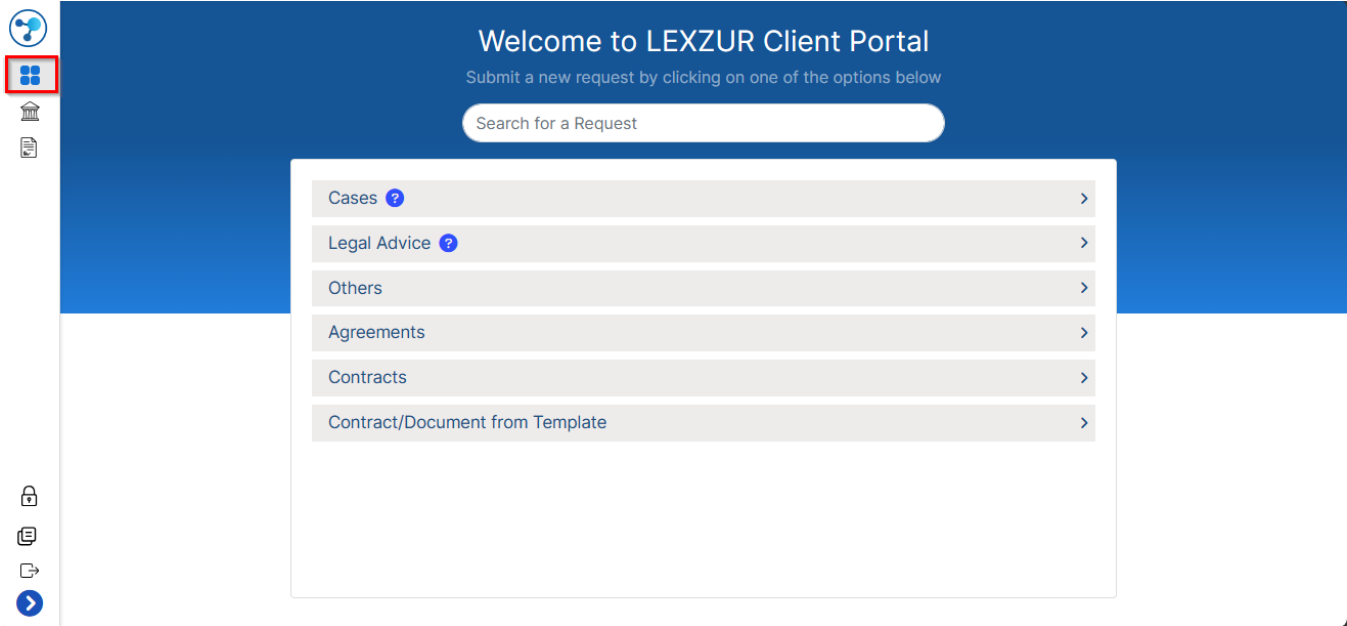 Welcome to LEXZUR Client Portal
Submit a new request by clicking on one of the options below
Search for a Request
Cases ?
Legal Advice ?
Others
Agreements
Contracts
Contract/Document from Template